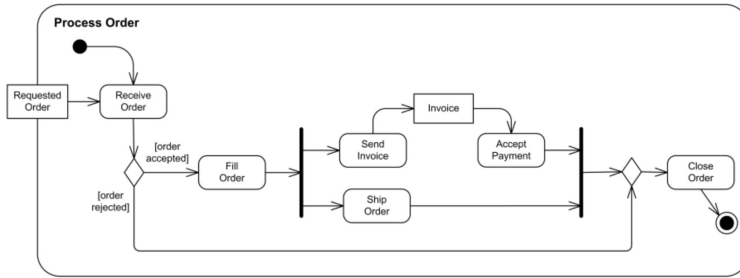 Process Order
Requested
Order
Receive
Order
[order
accepted]
[order
rejected]
Fill
Order
Send
Invoice
Invoice
Accept
Payment
Ship
Order
Close
Order